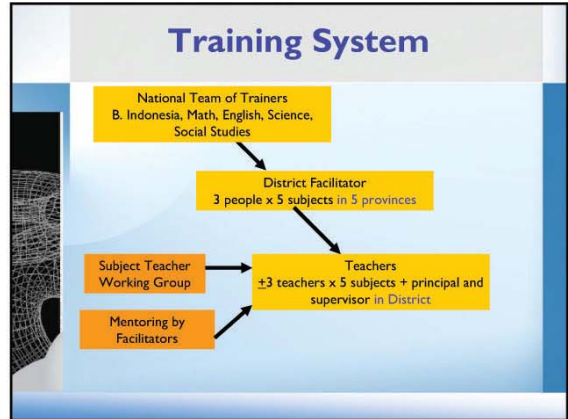 Training System
National Team of Trainers
B. Indonesia, Math, English, Science,
Social Studies
District Facilitator
3 people x 5 subjects in 5 provinces
Subject Teacher
Working Group
Teachers
±3 teachers x 5 subjects + principal and
supervisor in District
Mentoring by
Facilitators